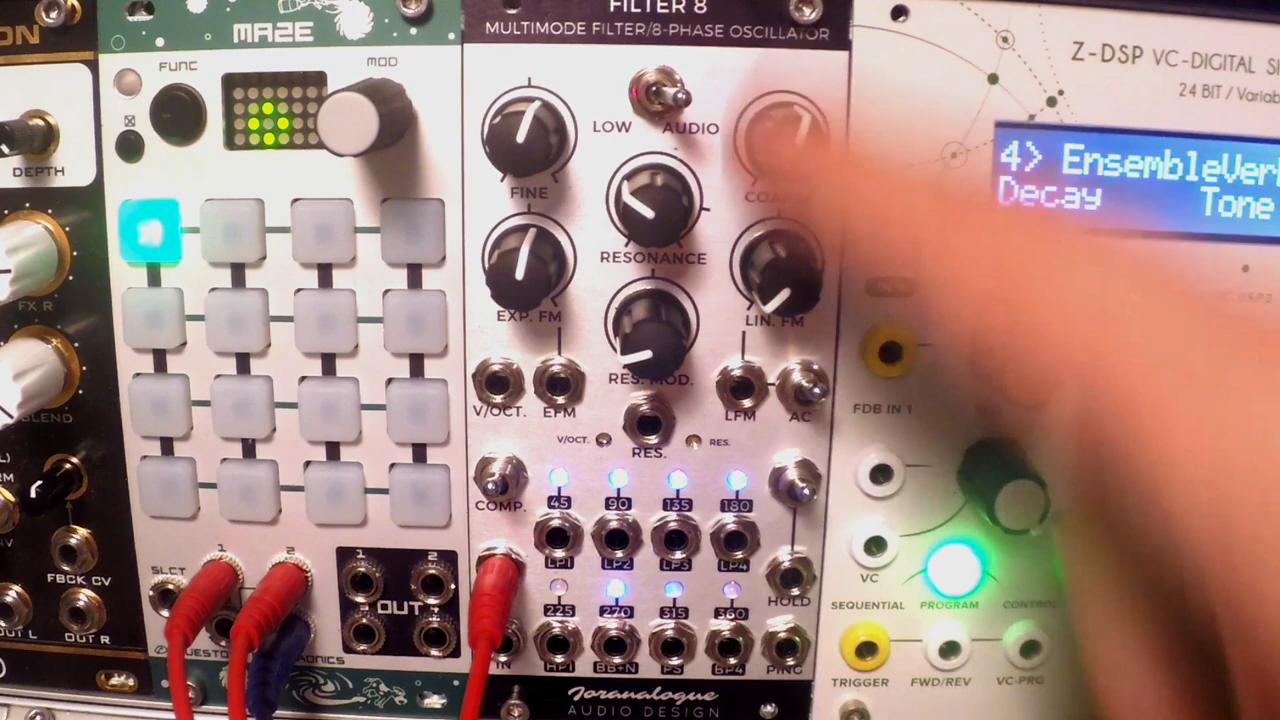 ON
DEPTH
FX R
BLEND
FBCK CV
OUT L
OUT R
MAZE
FUNC
MOD
SLCT
1
2
1
2
OUT
FILTER 8
MULTIMODE FILTER/8-PHASE OSCILLATOR
LOW
AUDIO
FINE
RESONANCE
EXP. FM
LIN. FM
RES. MOD.
V/OCT.
EFM
LFM
AC
V/OCT.
RES.
RES.
COMP.
45
90
135
180
LP1
LP2
LP3
LP4
HOLD
225
270
315
360
IN
HP1
BB+N
PS
BP4
PING
Joranalogue
AUDIO DESIGN
Z-DSP VC-DIGITAL
24 BIT /
4> EnsembleVer
Decay
Tone
FDB IN 1
VC
SEQUENTIAL
PROGRAM
TRIGGER
FWD/REV
VC-PRG